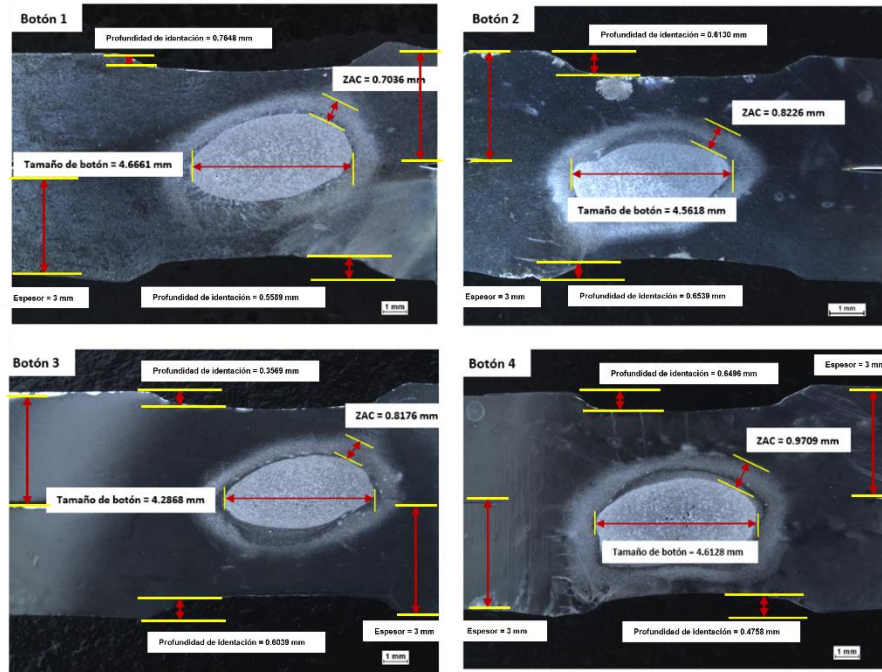 Botón 1
Profundidad de identación = 0.7648 mm
ZAC = 0.7036 mm
Tamaño de botón = 4.6661 mm
Espesor = 3 mm
Profundidad de identación = 0.5589 mm
1 mm
Botón 2
Profundidad de identación = 0.6130 mm
ZAC = 0.8226 mm
Tamaño de botón = 4.5618 mm
Espesor = 3 mm
Profundidad de identación = 0.6539 mm
1 mm
Botón 3
Profundidad de identación = 0.3569 mm
ZAC = 0.8176 mm
Tamaño de botón = 4.2868 mm
Espesor = 3 mm
Profundidad de identación = 0.6039 mm
1 mm
Botón 4
Espesor = 3 mm
Profundidad de identación = 0.6496 mm
ZAC = 0.9709 mm
Tamaño de botón = 4.6128 mm
Espesor = 3 mm
Profundidad de identación = 0.4758 mm
1 mm